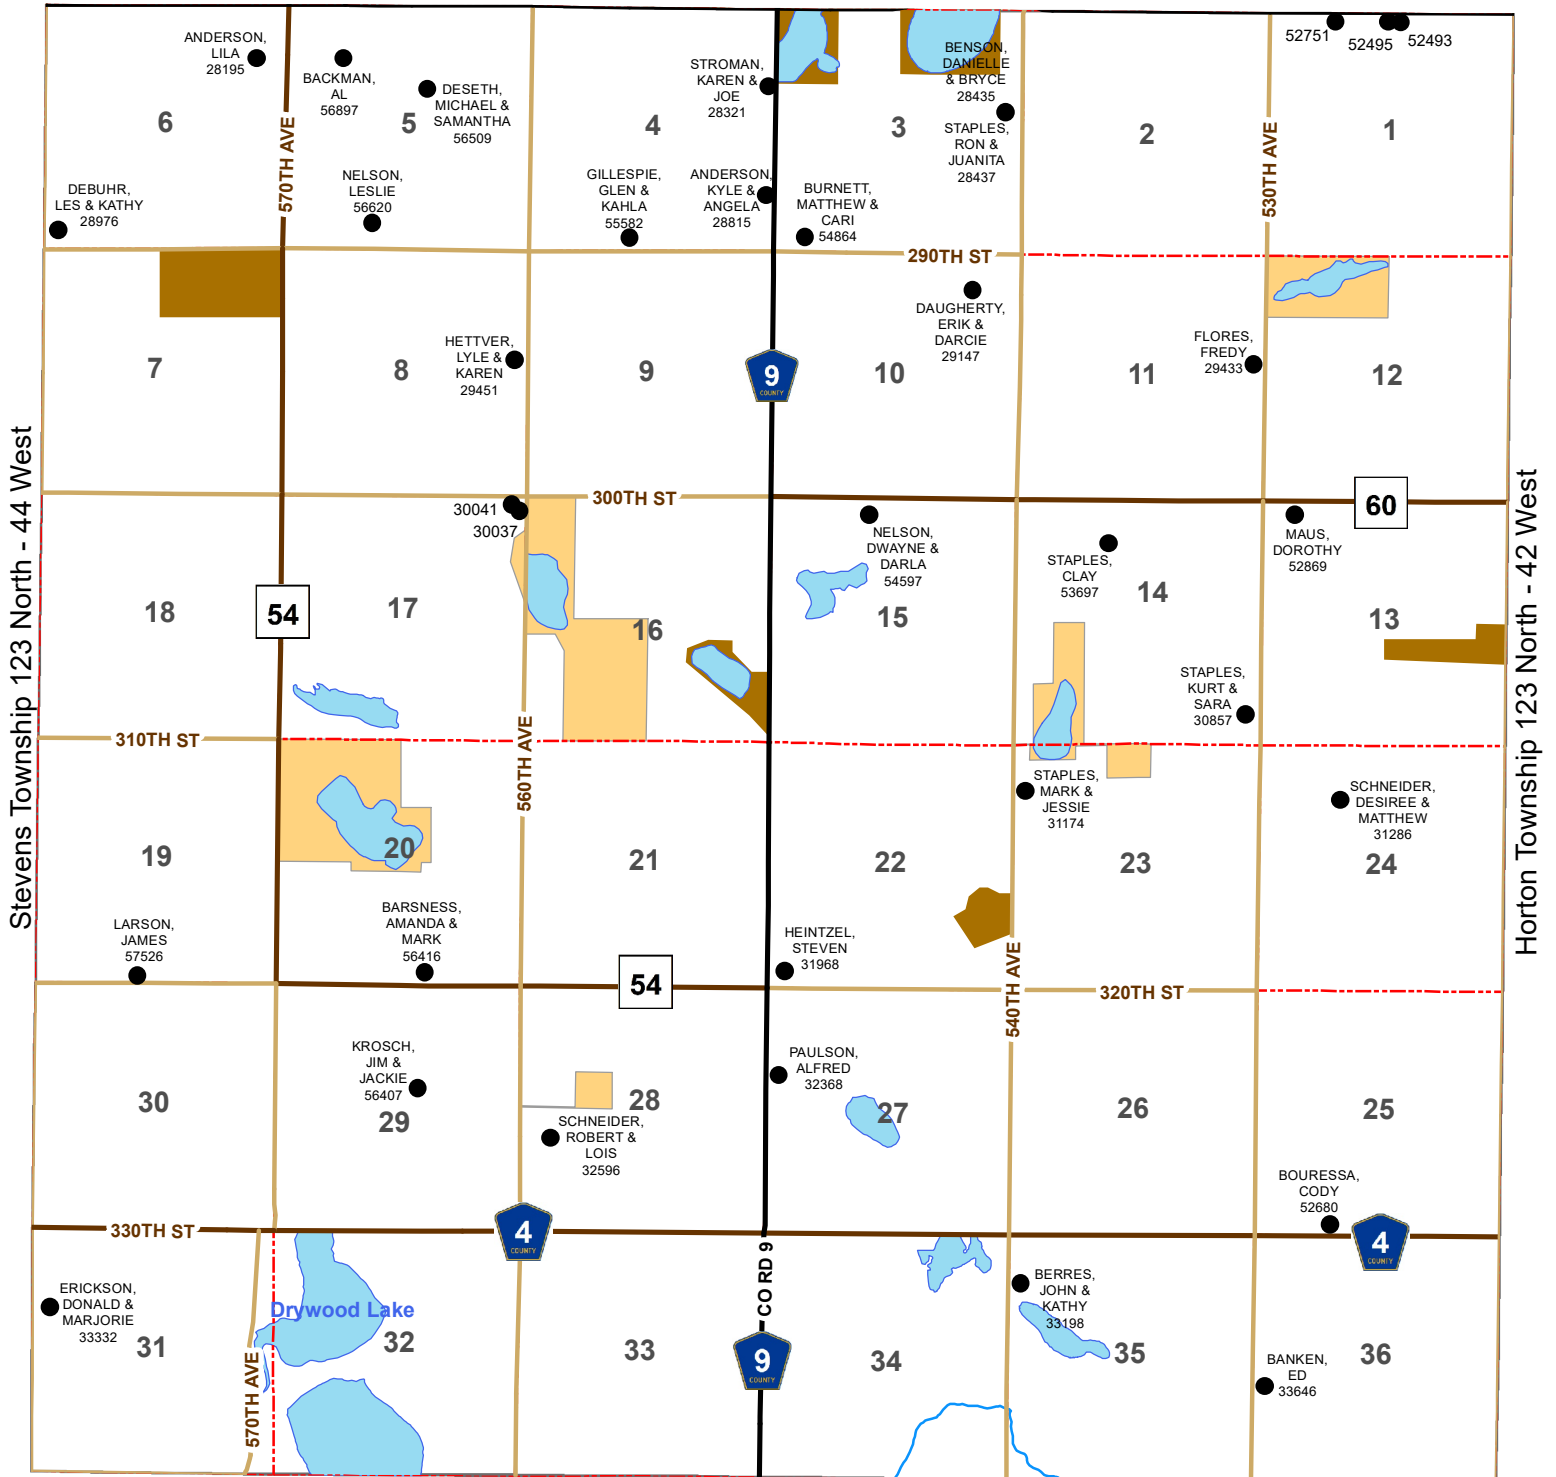 ANDERSON,
LILA
28195
BACKMAN,
AL
56897
DESETH,
MICHAEL &
SAMANTHA
56509
STROMAN,
KAREN &
JOE
28321
BENSON,
DANIELLE
& BRYCE
28435
STAPLES,
RON &
JUANITA
28437
52751
52495
52493
6
5
4
3
2
1
570TH AVE
530TH AVE
DEBUHR,
LES & KATHY
28976
NELSON,
LESLIE
56620
GILLESPIE,
GLEN &
KAHLA
55582
ANDERSON,
KYLE &
ANGELA
28815
BURNETT,
MATTHEW &
CARI
54864
290TH ST
DAUGHERTY,
ERIK &
DARCIE
29147
HETTVER,
LYLE &
KAREN
29451
FLORES,
FREDY
29433
7
8
9
9
COUNTY
10
11
12
Stevens Township 123 North - 44 West
Horton Township 123 North - 42 West
30041
30037
300TH ST
60
NELSON,
DWAYNE &
DARLA
54597
STAPLES,
CLAY
53697
MAUS,
DOROTHY
52869
18
54
17
16
15
14
13
STAPLES,
KURT &
SARA
30857
310TH ST
560TH AVE
STAPLES,
MARK &
JESSIE
31174
SCHNEIDER,
DESIREE &
MATTHEW
31286
19
20
21
22
23
24
LARSON,
JAMES
57526
BARSNESS,
AMANDA &
MARK
56416
HEINTZEL,
STEVEN
31968
54
540TH AVE
320TH ST
KROSCH,
JIM &
JACKIE
56407
PAULSON,
ALFRED
32368
30
29
28
27
26
25
SCHNEIDER,
ROBERT &
LOIS
32596
BOURESSA,
CODY
52680
330TH ST
4
COUNTY
4
COUNTY
CO RD 9
ERICKSON,
DONALD &
MARJORIE
33332
Drywood Lake
BERRES,
JOHN &
KATHY
33198
31
32
33
9
COUNTY
34
35
36
BANKEN,
ED
33646
570TH AVE